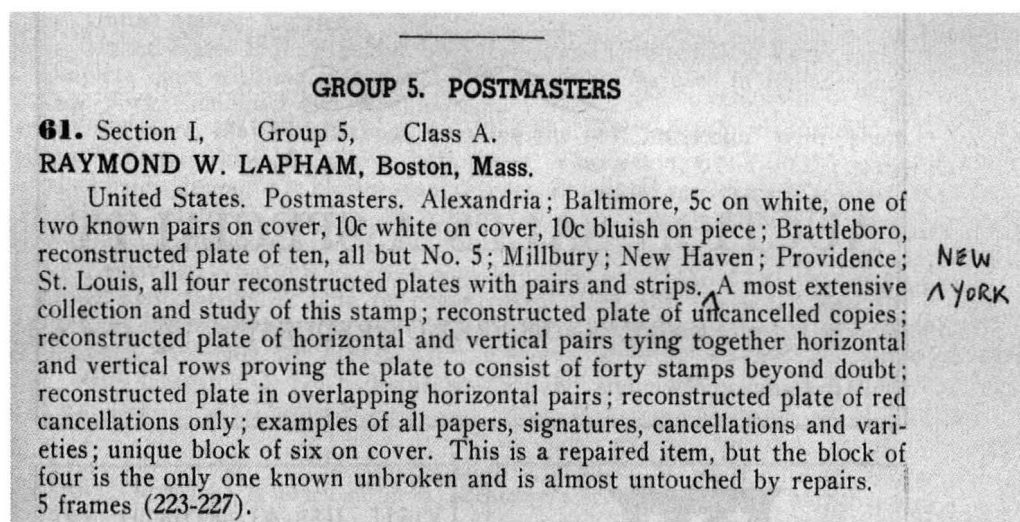 GROUP 5. POSTMASTERS
61. Section I, Group 5, Class A.
RAYMOND W. LAPHAM, Boston, Mass.
United States. Postmasters. Alexandria; Baltimore, 5c on white, one of
two known pairs on cover, 10c white on cover, 10c bluish on piece; Brattleboro,
reconstructed plate of ten, all but No. 5; Millbury; New Haven; Providence;
St. Louis, all four reconstructed plates with pairs and strips. A most extensive
NEW
YORK
collection and study of this stamp; reconstructed plate of uncancelled copies;
reconstructed plate of horizontal and vertical pairs tying together horizontal
and vertical rows proving the plate to consist of forty stamps beyond doubt;
reconstructed plate in overlapping horizontal pairs; reconstructed plate of red
cancellations only; examples of all papers, signatures, cancellations and vari-
eties; unique block of six on cover. This is a repaired item, but the block of
four is the only one known unbroken and is almost untouched by repairs.
5 frames (223-227).